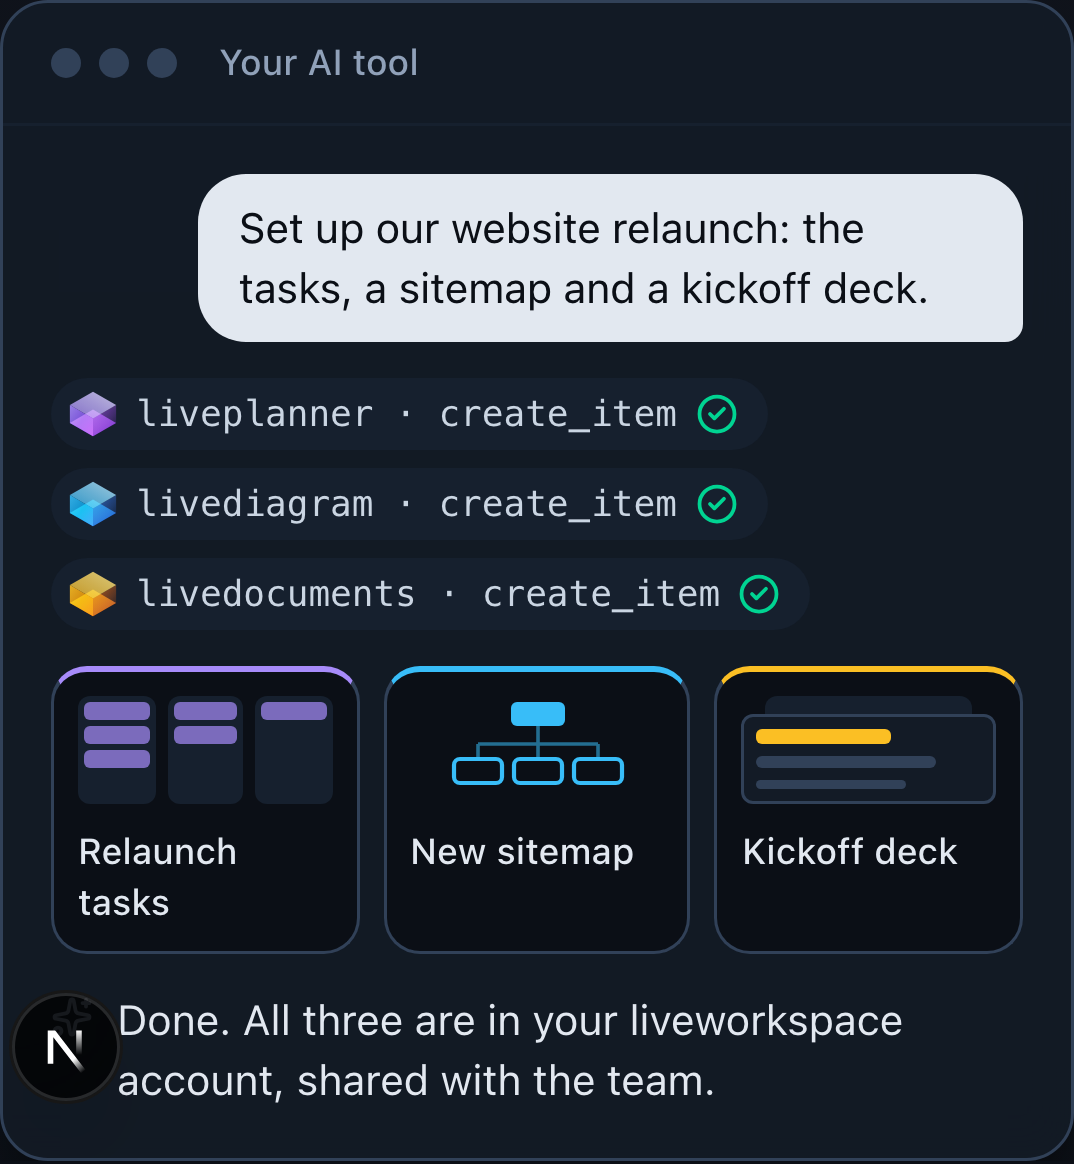 Your AI tool
Set up our website relaunch: the
tasks, a sitemap and a kickoff deck.
liveplanner · create_item
livediagram · create_item
livedocuments · create_item
Relaunch
tasks
New sitemap
Kickoff deck
N
Done. All three are in your liveworkspace
account, shared with the team.